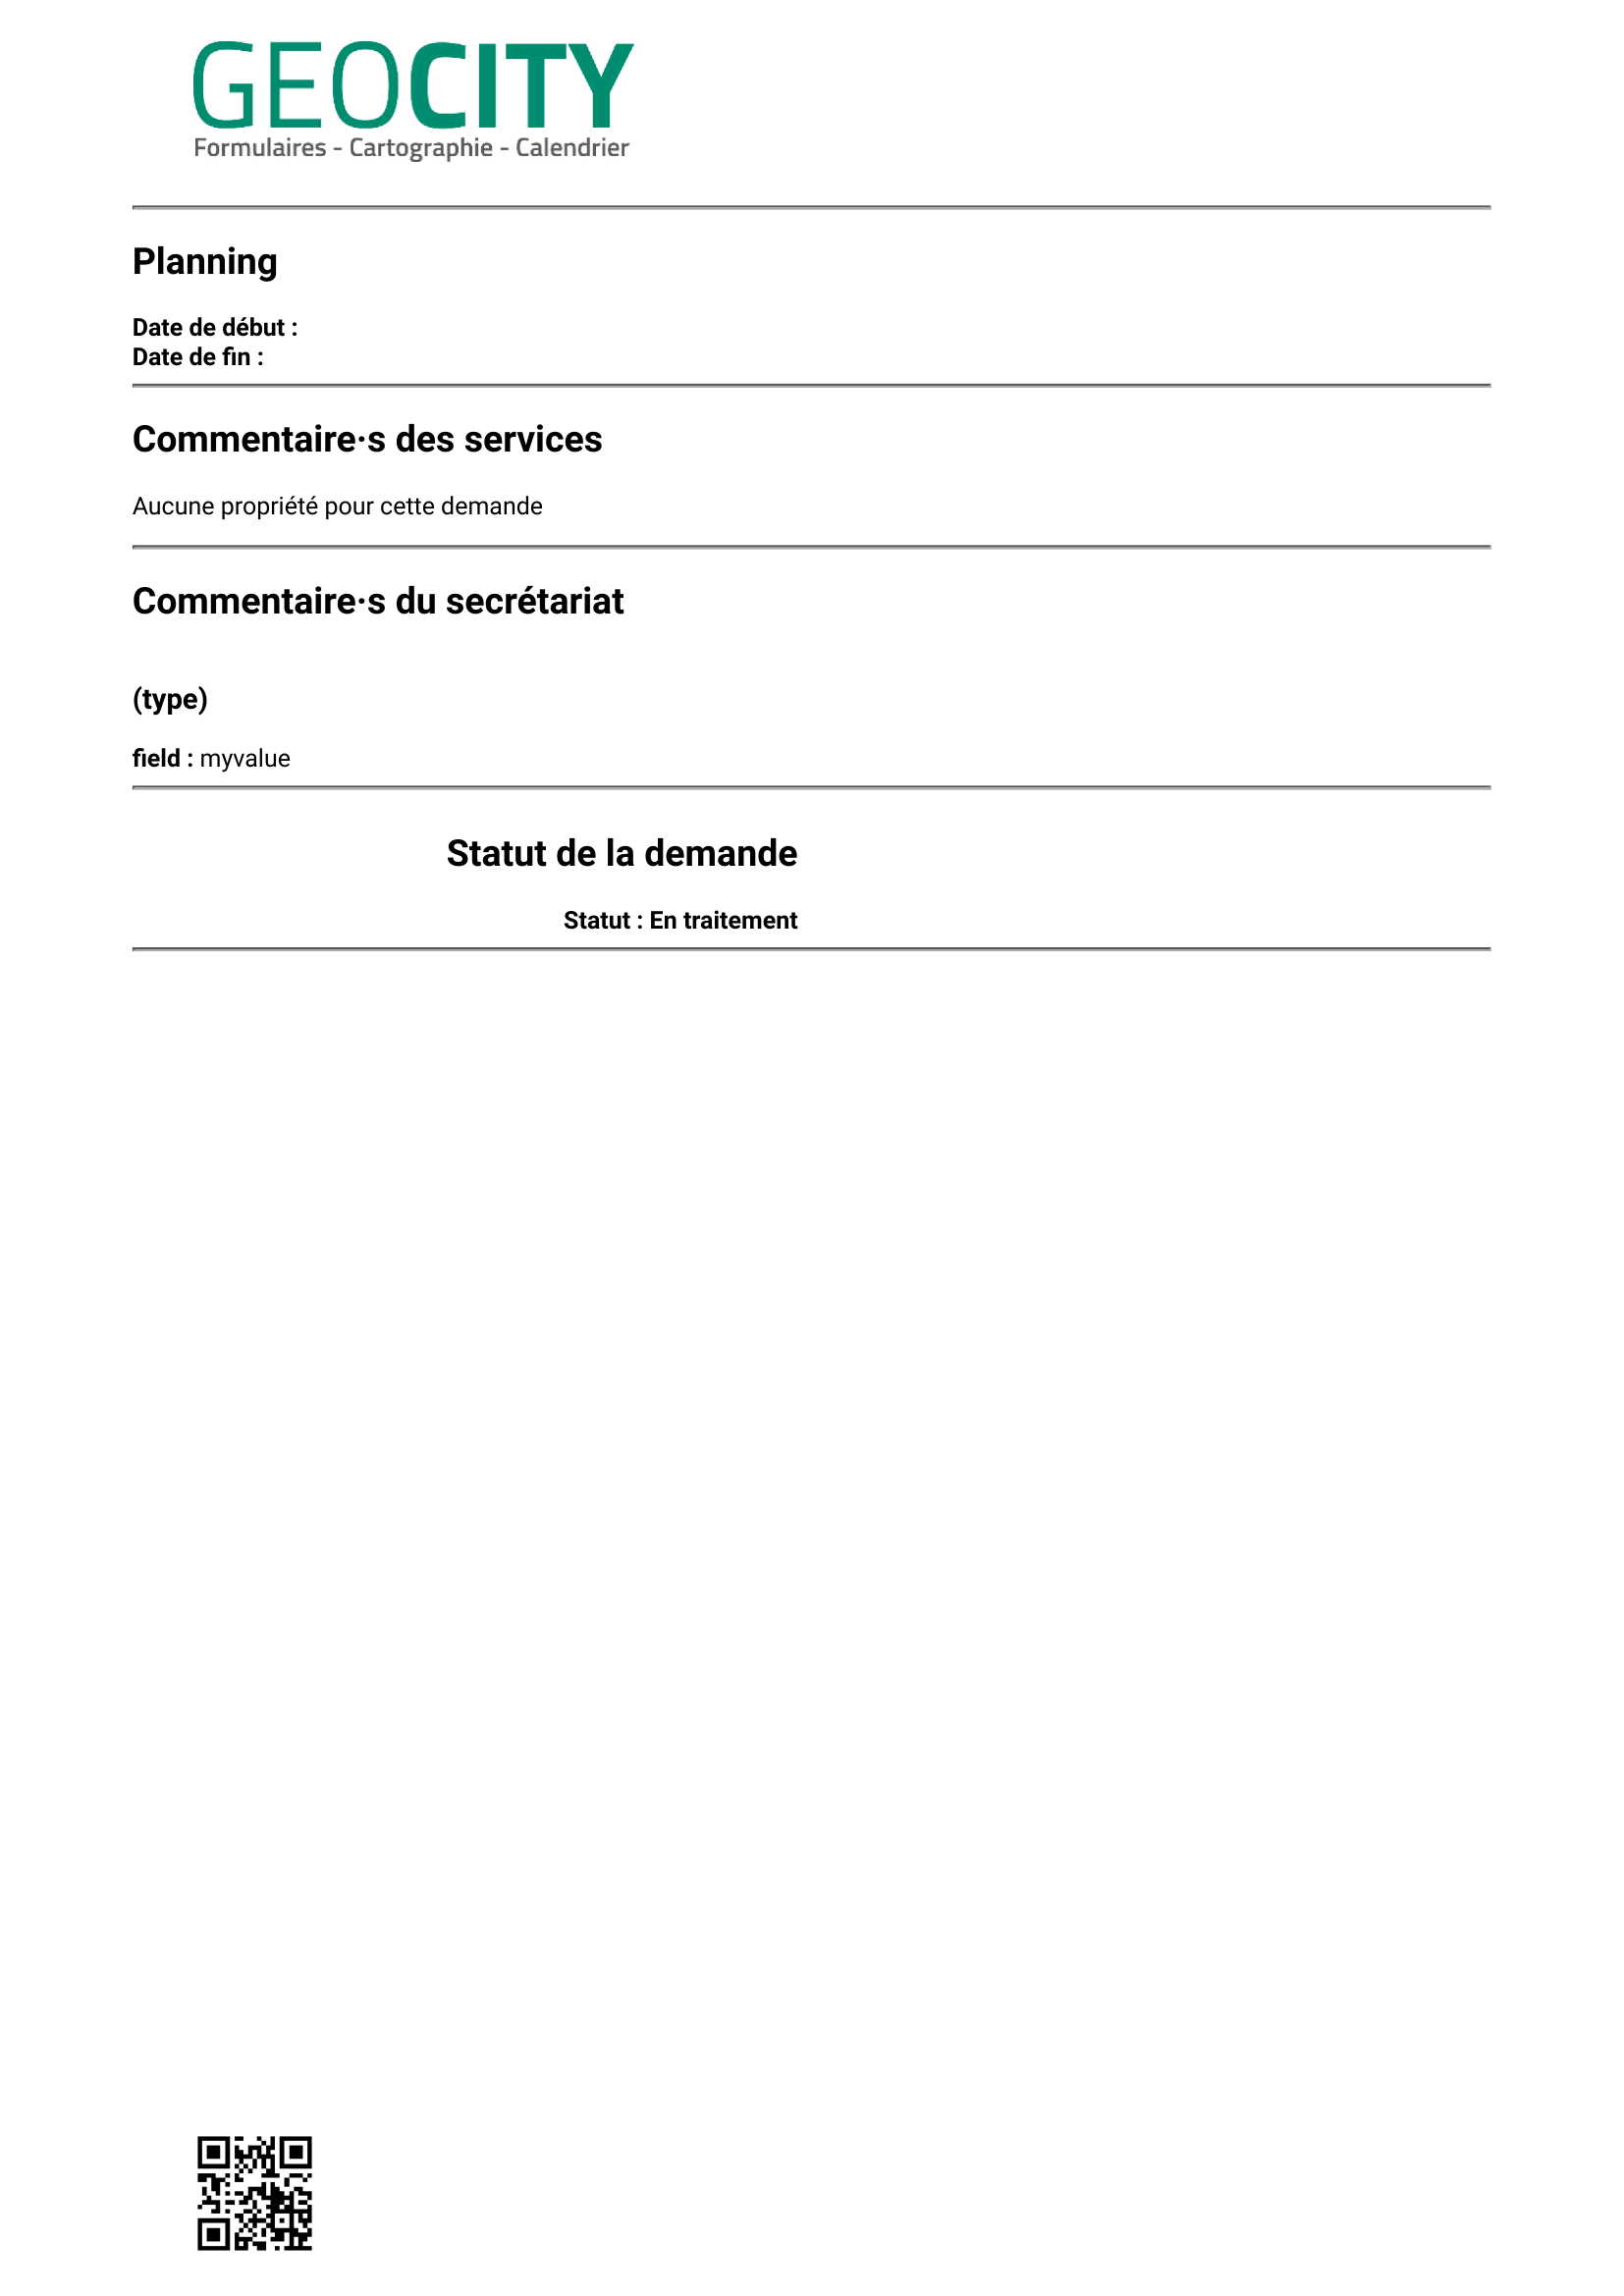 GEOCITY
Formulaires - Cartographie - Calendrier
Planning
Date de début :
Date de fin :
Commentaire·s des services
Aucune propriété pour cette demande
Commentaire·s du secrétariat
(type)
field : myvalue
Statut de la demande
Statut : En traitement